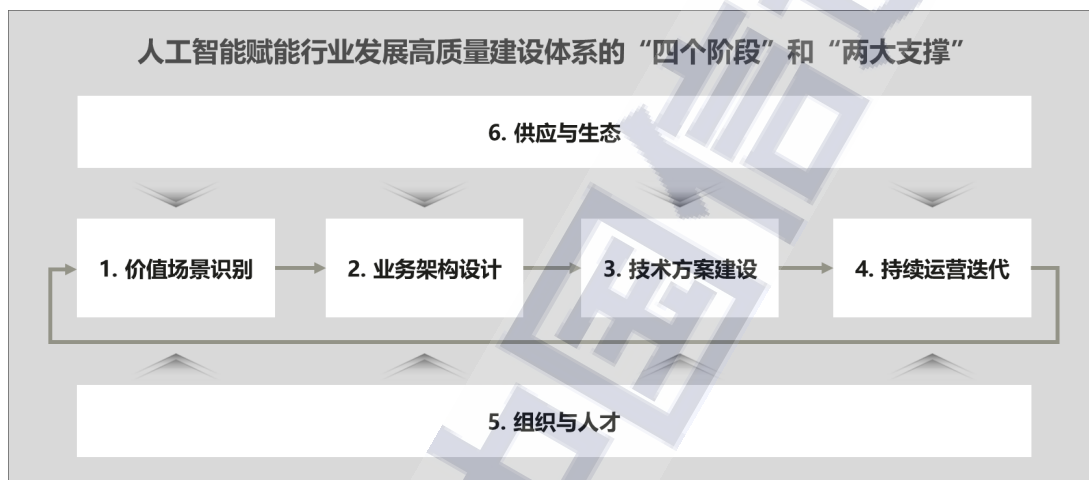 人工智能赋能行业发展高质量建设体系的“四个阶段”和“两大支撑”
6. 供应与生态
1. 价值场景识别
2. 业务架构设计
3. 技术方案建设
4. 持续运营迭代
5. 组织与人才
中国信